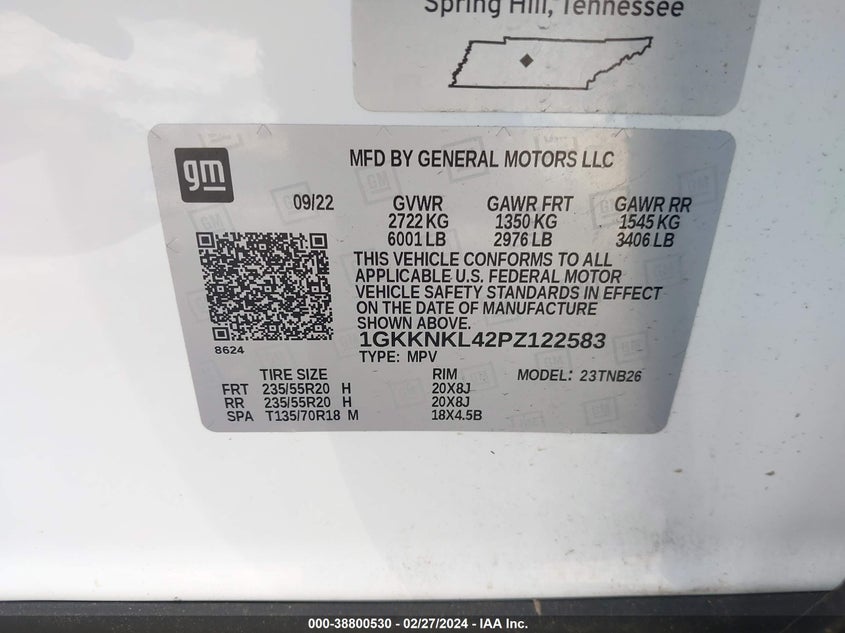 Spring Hill, Tennessee
gm
MFD BY GENERAL MOTORS LLC
09/22 GVWR GAWR FRT GAWR RR
2722 KG 1350 KG 1545 KG
6001 LB 2976 LB 3406 LB
THIS VEHICLE CONFORMS TO ALL
APPLICABLE U.S. FEDERAL MOTOR
VEHICLE SAFETY STANDARDS IN EFFECT
ON THE DATE OF MANUFACTURE
SHOWN ABOVE.
8624
1GKKNKL42PZ122583
TYPE: MPV
TIRE SIZE RIM MODEL: 23TNB26
FRT 235/55R20 H 20X8J
RR 235/55R20 H 20X8J
SPA T135/70R18 M 18X4.5B
000-38800530 - 02/27/2024 - IAA Inc.